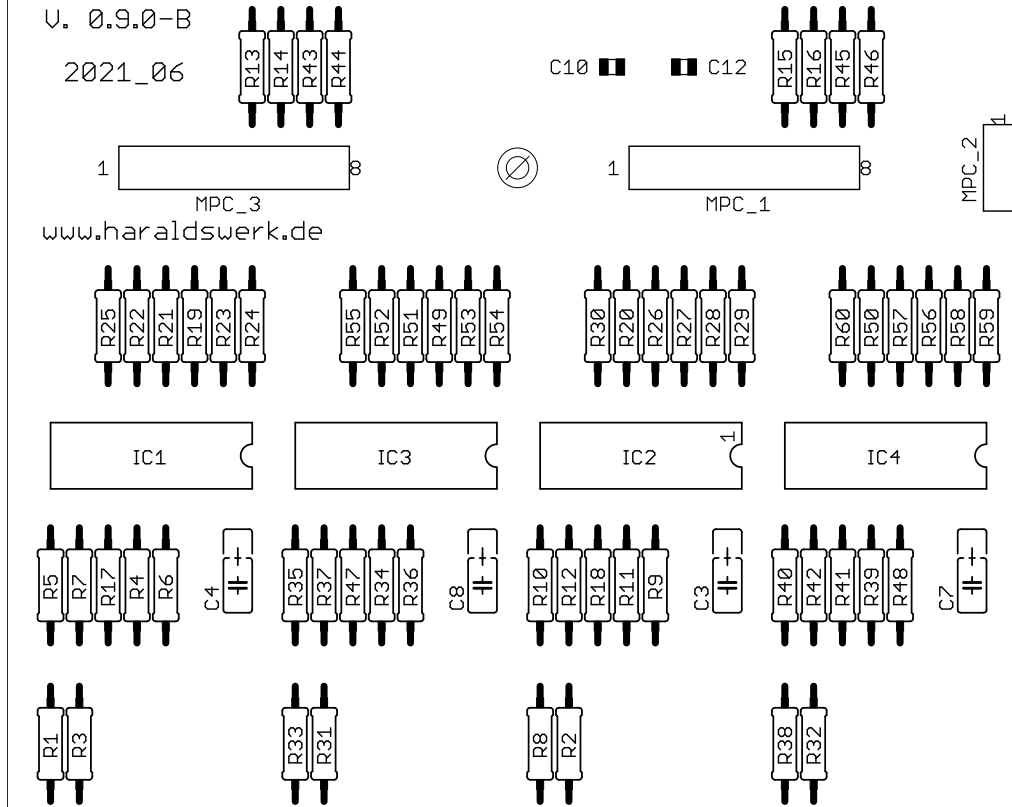 V. 0.9.0-B
2021_06
R13 R14 R43 R44
C10 C12
R15 R16 R45 R46
1 8
MPC_3
1 8
MPC_1
1
MPC_2
www.haraldswerk.de
R25 R22 R21 R19 R23 R24
R55 R52 R51 R49 R53 R54
R30 R20 R26 R27 R28 R29
R60 R50 R57 R56 R58 R59
IC1
IC3
IC2 1
IC4
R5 R7 R17 R4 R6 C4
R35 R37 R47 R34 R36 C8
R10 R12 R18 R11 R9 C3
R40 R42 R41 R39 R48 C7
R1 R3
R33 R31
R8 R2
R38 R32